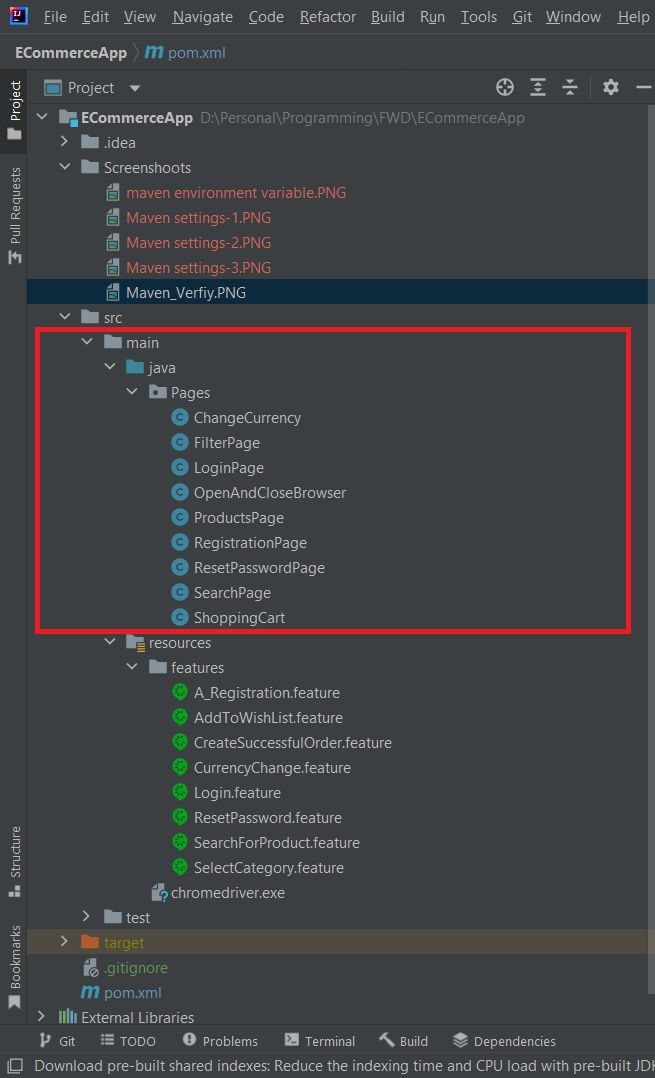 File Edit View Navigate Code Refactor Build Run Tools Git Window Help
ECommerceApp pom.xml
Project
Project
Pull Requests
ECommerceApp D:\Personal\Programming\FWD\ECommerceApp
.idea
Screenshoots
maven environment variable.PNG
Maven settings-1.PNG
Maven settings-2.PNG
Maven settings-3.PNG
Maven_Verfiy.PNG
src
main
java
Pages
ChangeCurrency
FilterPage
LoginPage
OpenAndCloseBrowser
ProductsPage
RegistrationPage
ResetPasswordPage
SearchPage
ShoppingCart
resources
features
A_Registration.feature
AddToWishList.feature
CreateSuccessfulOrder.feature
CurrencyChange.feature
Login.feature
ResetPassword.feature
SearchForProduct.feature
SelectCategory.feature
chromedriver.exe
test
target
.gitignore
pom.xml
External Libraries
Structure
Bookmarks
Git TODO Problems Terminal Build Dependencies
Download pre-built shared indexes: Reduce the indexing time and CPU load with pre-built JDK